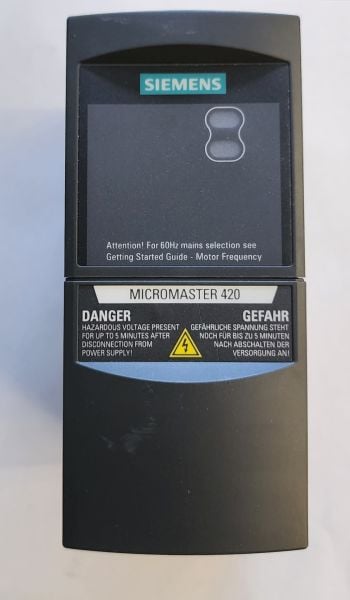 SIEMENS
Attention! For 60Hz mains selection see
Getting Started Guide - Motor Frequency
MICROMASTER 420
DANGER
HAZARDOUS VOLTAGE PRESENT
FOR UP TO 5 MINUTES AFTER
DISCONNECTION FROM
POWER SUPPLY!
GEFAHR
GEFÄHRLICHE SPANNUNG STEHT
NOCH FÜR BIS ZU 5 MINUTEN
NACH ABSCHALTEN DER
VERSORGUNG AN!